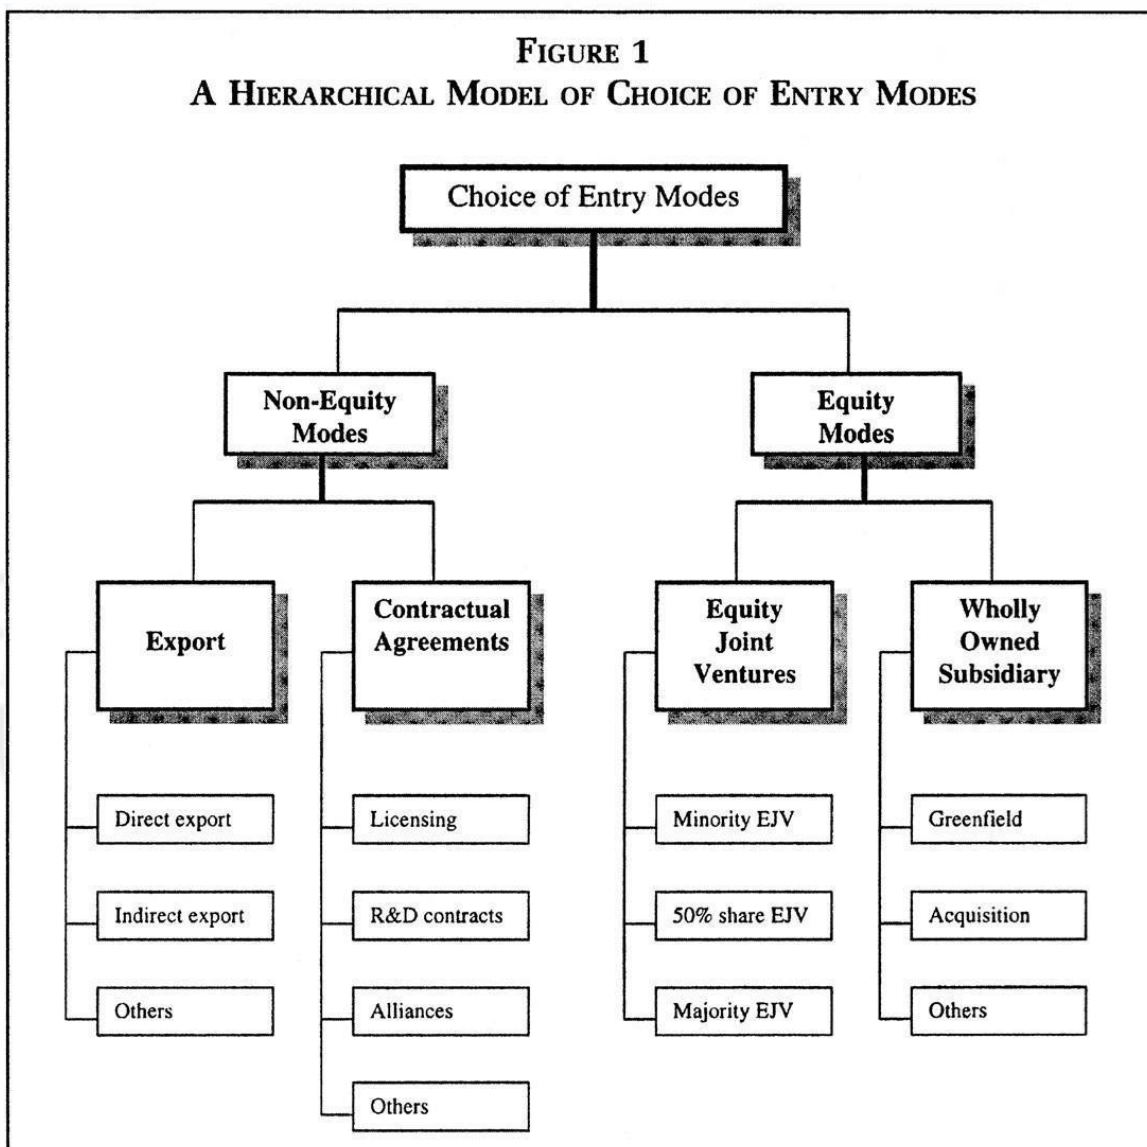 FIGURE 1
A HIERARCHICAL MODEL OF CHOICE OF ENTRY MODES
Choice of Entry Modes
Non-Equity
Modes
Equity
Modes
Export
Contractual
Agreements
Equity
Joint
Ventures
Wholly
Owned
Subsidiary
Direct export
Indirect export
Others
Licensing
R&D contracts
Alliances
Others
Minority EJV
50% share EJV
Majority EJV
Greenfield
Acquisition
Others